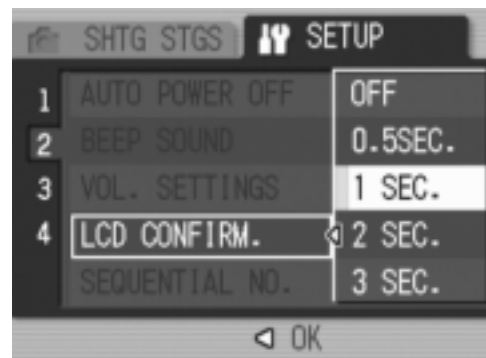 SHTG STGS SETUP
1 AUTO POWER OFF OFF
2 BEEP SOUND 0.5SEC.
3 VOL. SETTINGS 1 SEC.
4 LCD CONFIRM. 2 SEC.
SEQUENTIAL NO. 3 SEC.
OK